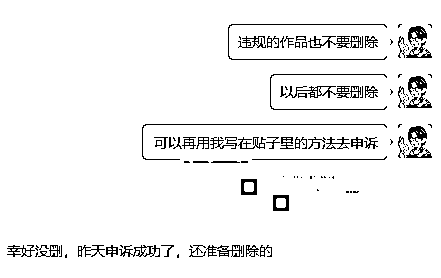 违规的作品也不要删除
以后都不要删除
可以再用我写在贴子里的方法去申诉
幸好没删，昨天申诉成功了，还准备删除的